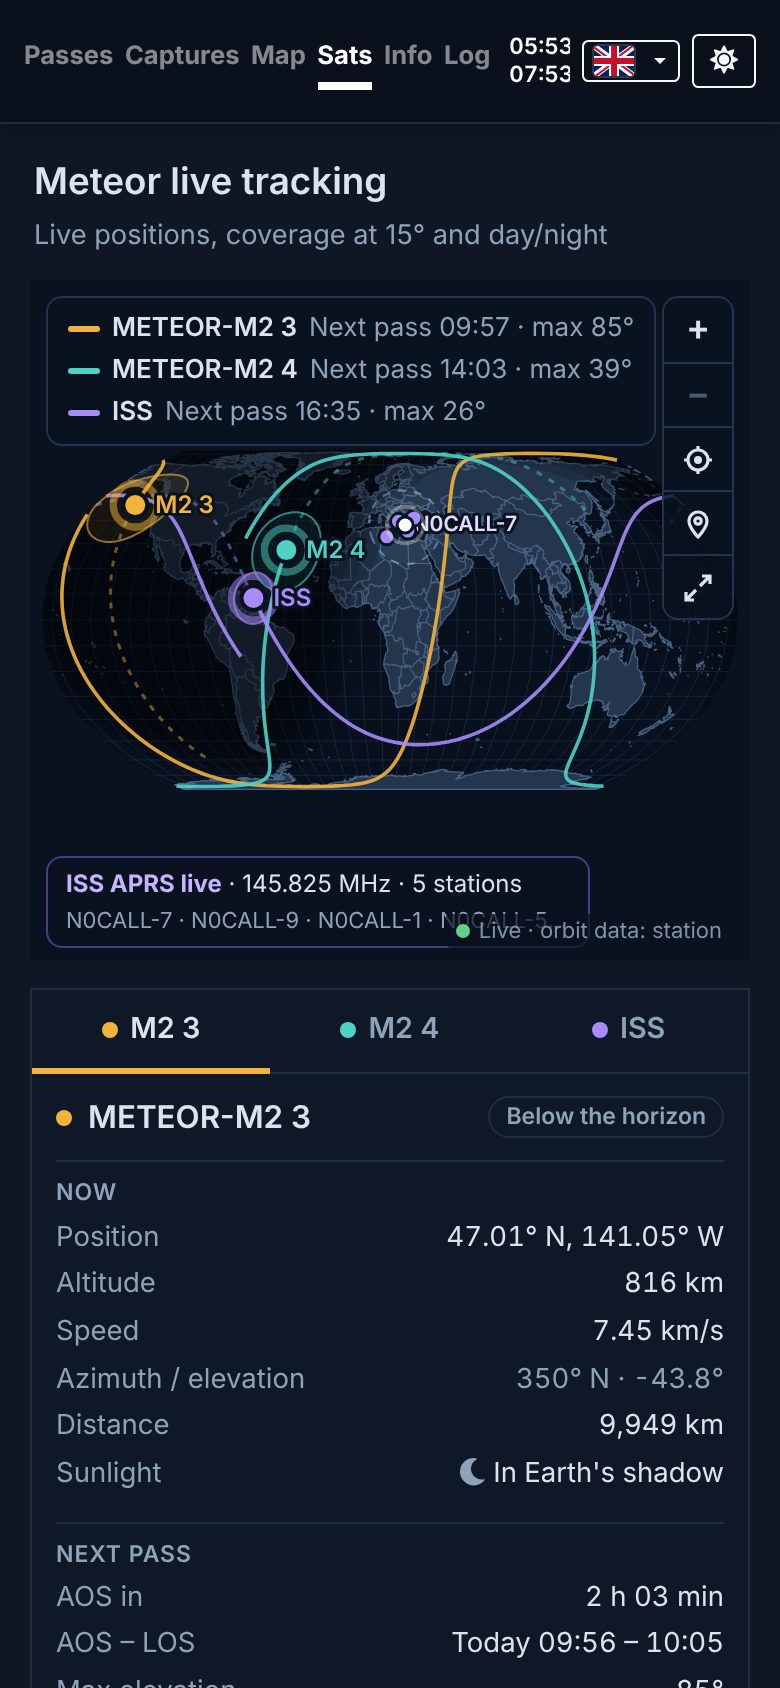 Passes Captures Map Sats Info Log
05:53
07:53
Meteor live tracking
Live positions, coverage at 15° and day/night
METEOR-M2 3 Next pass 09:57 · max 85°
METEOR-M2 4 Next pass 14:03 · max 39°
ISS Next pass 16:35 · max 26°
+
−
M2 3
N0CALL-7
M2 4
ISS
ISS APRS live · 145.825 MHz · 5 stations
N0CALL-7 · N0CALL-9 · N0CALL-1 · N0CALL-5
Live · orbit data: station
M2 3 M2 4 ISS
METEOR-M2 3 Below the horizon
NOW
Position 47.01° N, 141.05° W
Altitude 816 km
Speed 7.45 km/s
Azimuth / elevation 350° N · -43.8°
Distance 9,949 km
Sunlight In Earth's shadow
NEXT PASS
AOS in 2 h 03 min
AOS – LOS Today 09:56 – 10:05
Max elevation 85°